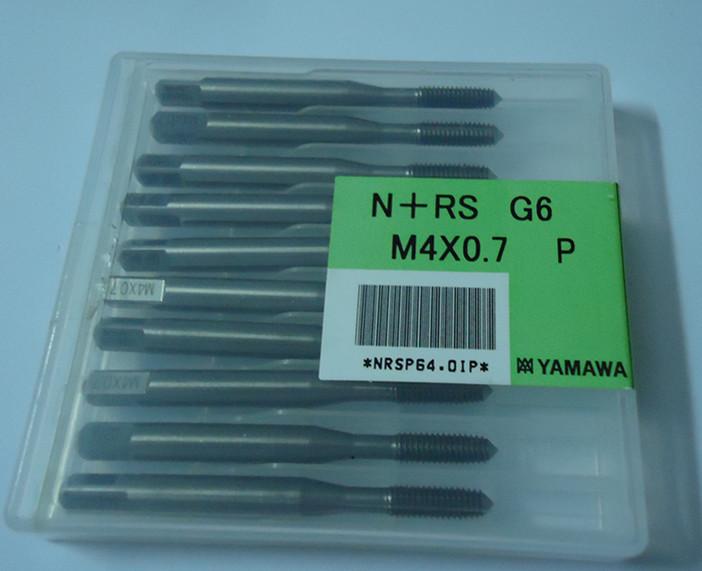 N+RS G6
M4X0.7 P
*NRSP64.0IP*
YAMAWA
M4X0.7
M4X0.7